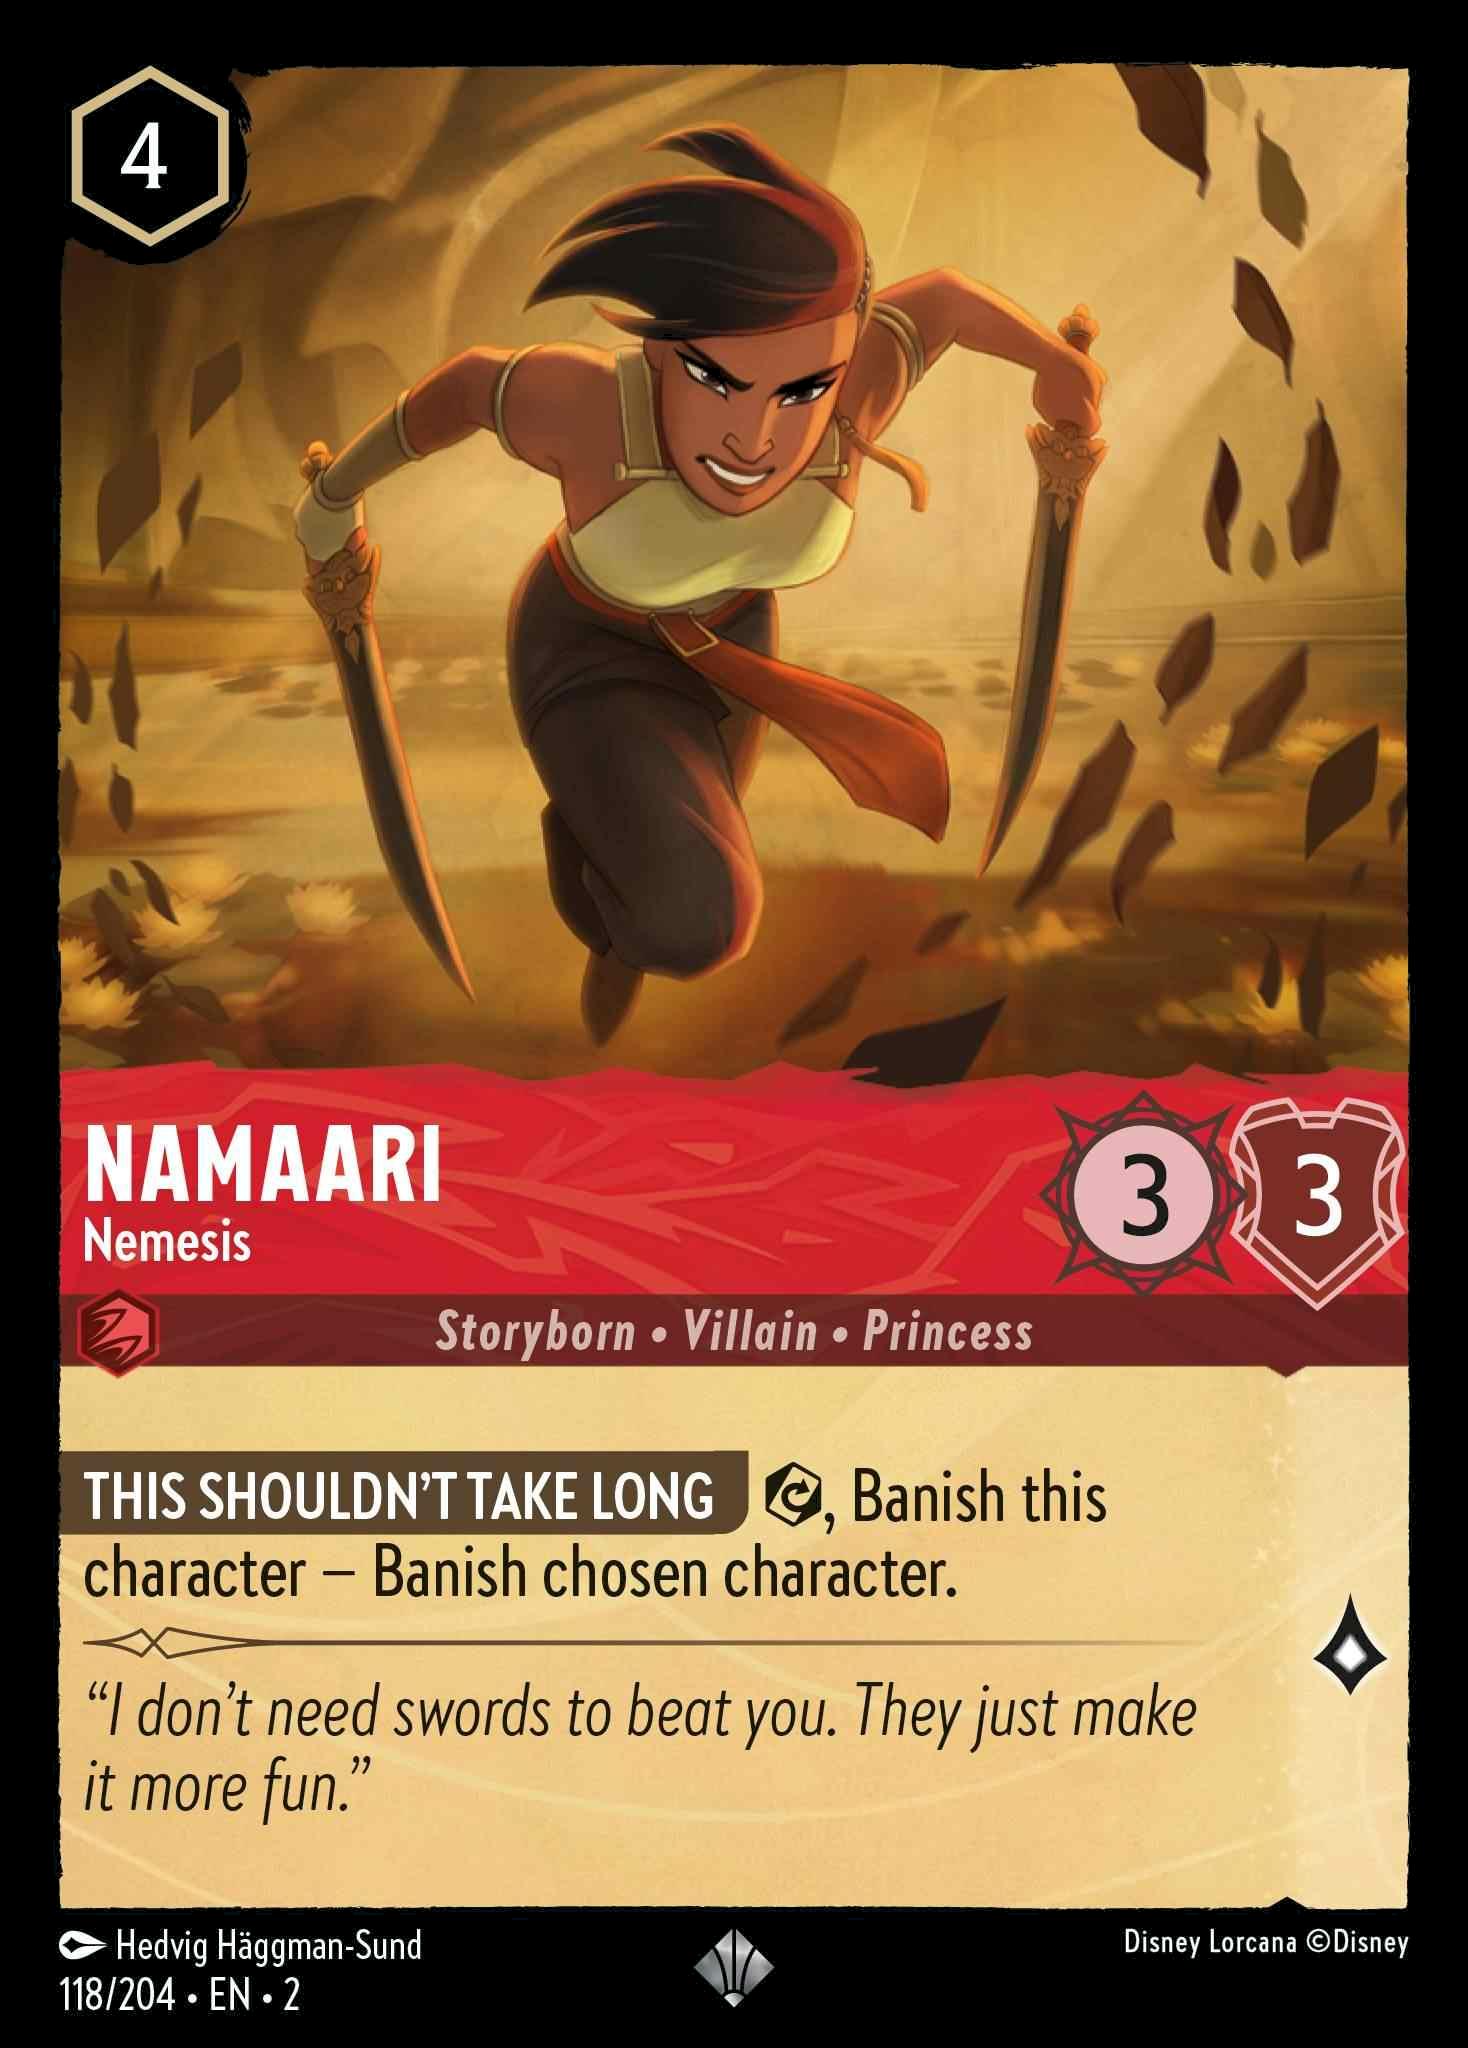 4
NAMAARI
Nemesis
3 3
Storyborn • Villain • Princess
THIS SHOULDN’T TAKE LONG , Banish this
character – Banish chosen character.
“I don’t need swords to beat you. They just make
it more fun.”
Hedvig Häggman-Sund
Disney Lorcana ©Disney
118/204 • EN • 2